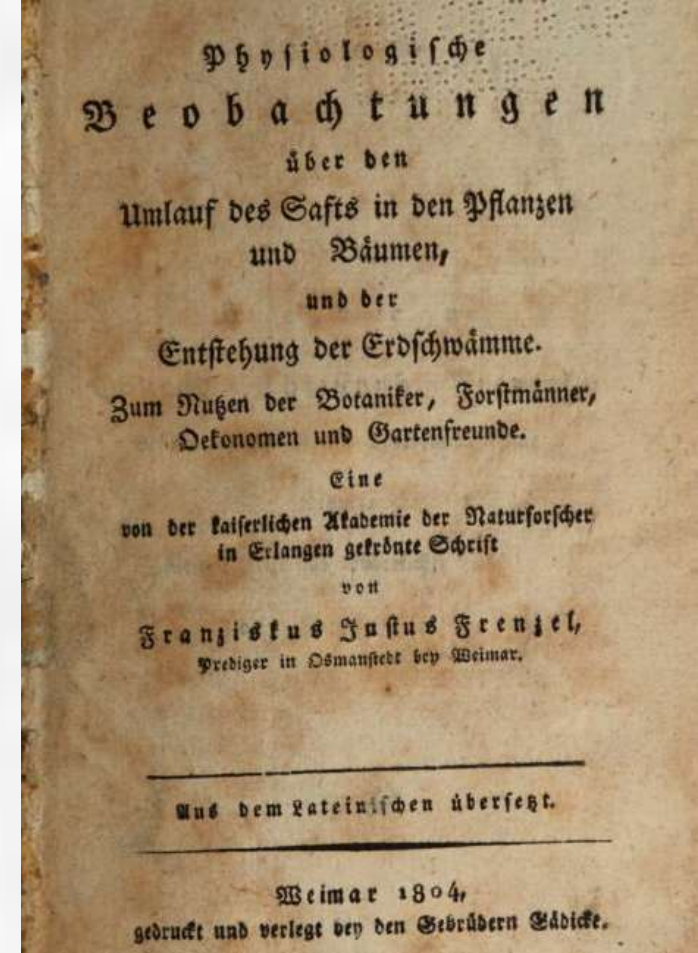 Physiologische
Beobachtungen
über den
Umlauf des Safts in den Pflanzen
und Bäumen,
und der
Entstehung der Erdschwämme.
Zum Nutzen der Botaniker, Forstmänner,
Oekonomen und Gartenfreunde.
Eine
von der kaiserlichen Akademie der Naturforscher
in Erlangen gekrönte Schrift
von
Franziskus Justus Frenzel,
Prediger in Osmanstedt bey Weimar.
Aus dem Lateinischen übersetzt.
Weimar 1804,
gedruckt und verlegt bey den Gebrüdern Gädicke.